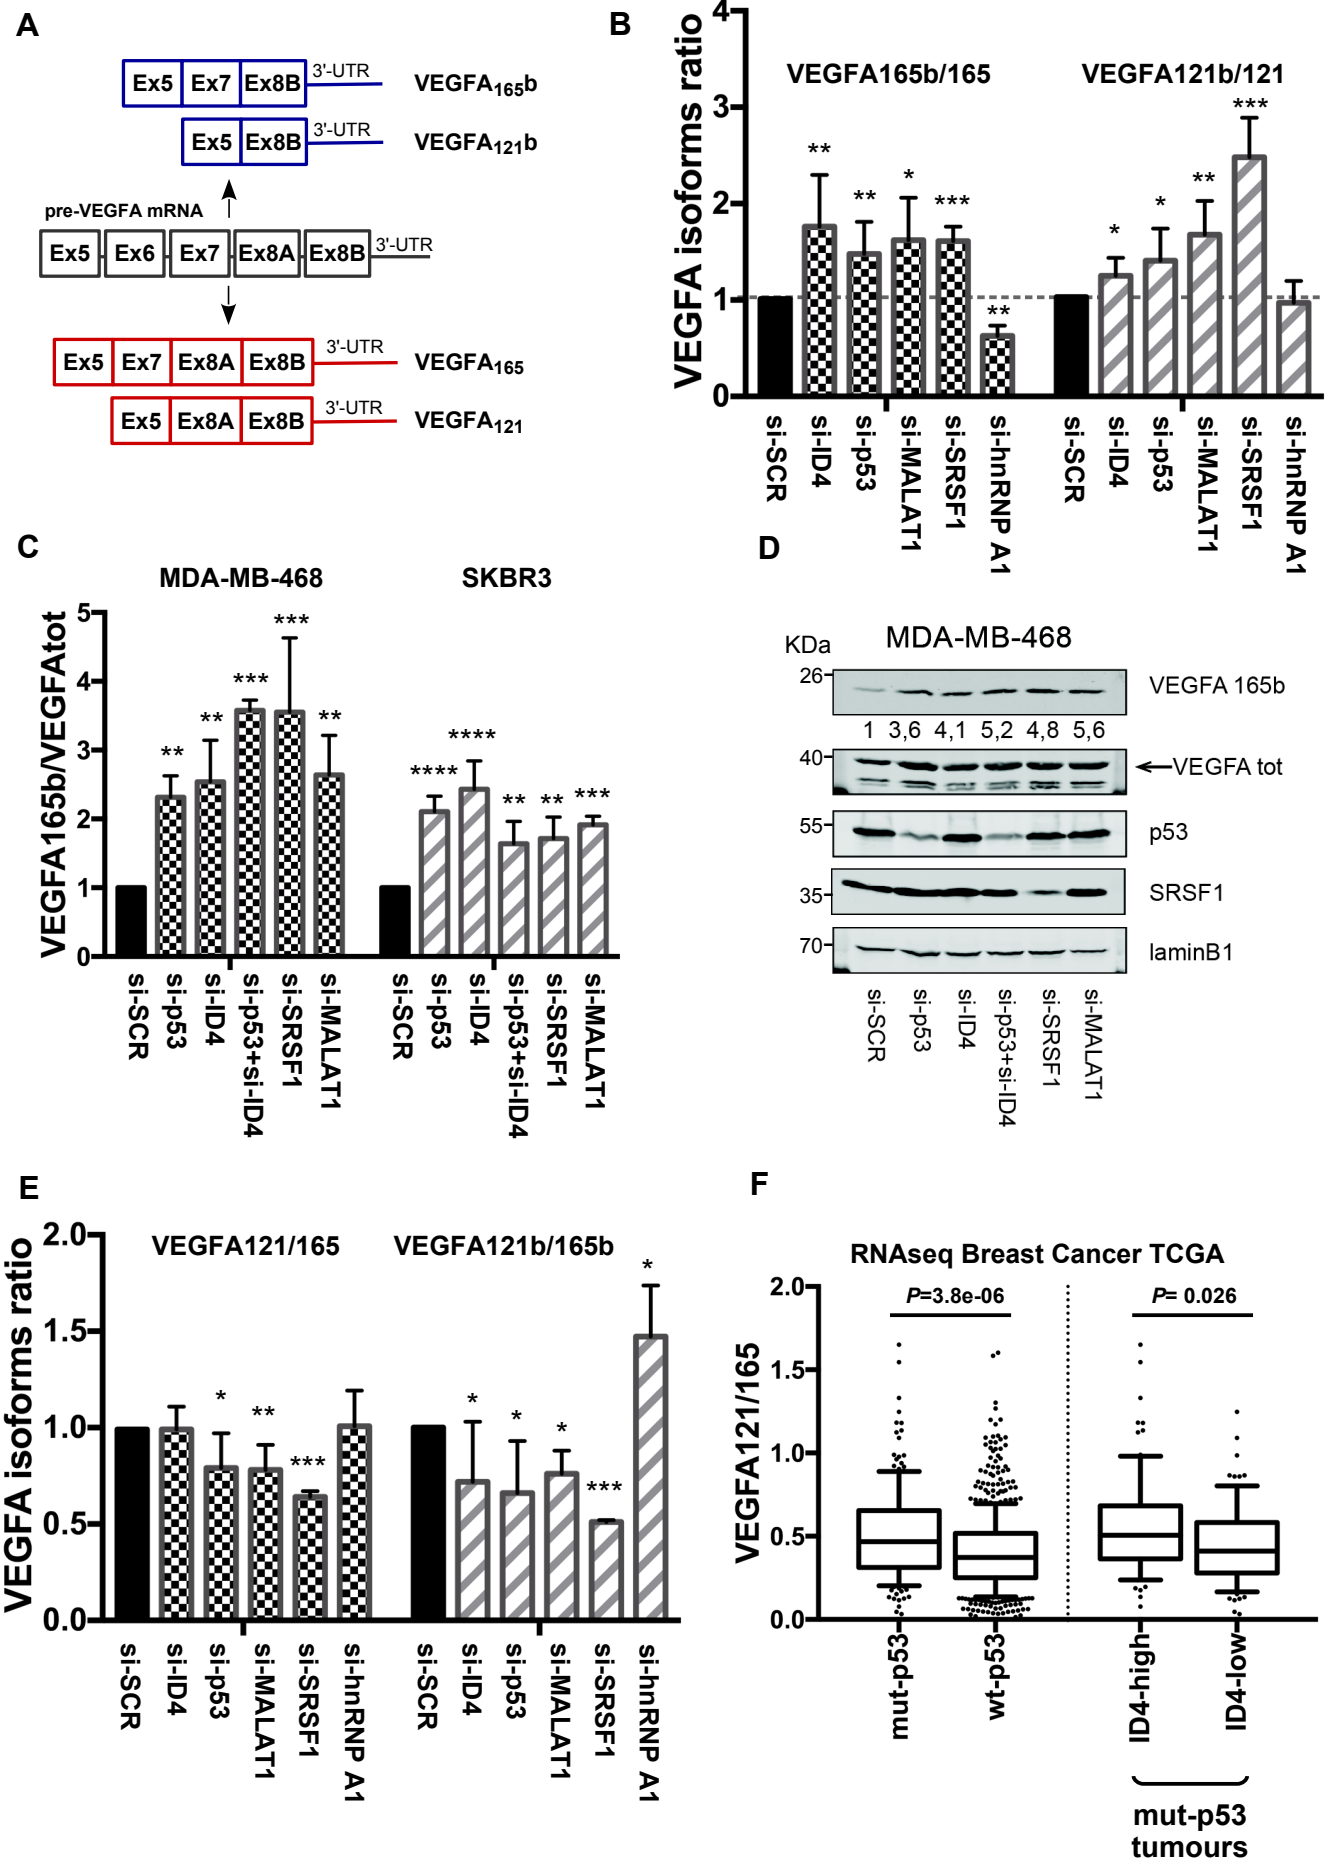 A
Ex5 Ex7 Ex8B 3'-UTR VEGFA165b
Ex5 Ex8B 3'-UTR VEGFA121b
pre-VEGFA mRNA
Ex5 Ex6 Ex7 Ex8A Ex8B 3'-UTR
Ex5 Ex7 Ex8A Ex8B 3'-UTR VEGFA165
Ex5 Ex8A Ex8B 3'-UTR VEGFA121
B
VEGFA isoforms ratio
4
3
2
1
0
VEGFA165b/165 VEGFA121b/121
** ** * *** ** * * ** ***
si-SCR
si-ID4
si-p53
si-MALAT1
si-SRSF1
si-hnRNP A1
si-SCR
si-ID4
si-p53
si-MALAT1
si-SRSF1
si-hnRNP A1
C
MDA-MB-468 SKBR3
VEGFA165b/VEGFAtot
5
4
3
2
1
0
** ** *** *** ** **** **** ** ** ***
si-SCR
si-p53
si-ID4
si-p53+si-ID4
si-SRSF1
si-MALAT1
si-SCR
si-p53
si-ID4
si-p53+si-ID4
si-SRSF1
si-MALAT1
D
KDa MDA-MB-468
26 VEGFA 165b
1 3,6 4,1 5,2 4,8 5,6
40 VEGFA tot
55 p53
35 SRSF1
70 laminB1
si-SCR
si-p53
si-ID4
si-p53+si-ID4
si-SRSF1
si-MALAT1
E
VEGFA isoforms ratio
2.0
1.5
1.0
0.5
0.0
VEGFA121/165 VEGFA121b/165b
* ** *** * * * *** *
si-SCR
si-ID4
si-p53
si-MALAT1
si-SRSF1
si-hnRNP A1
si-SCR
si-ID4
si-p53
si-MALAT1
si-SRSF1
si-hnRNP A1
F
RNAseq Breast Cancer TCGA
P=3.8e-06 P= 0.026
VEGFA121/165
2.0
1.5
1.0
0.5
0.0
mut-p53
wt-p53
ID4-high
ID4-low
mut-p53
tumours